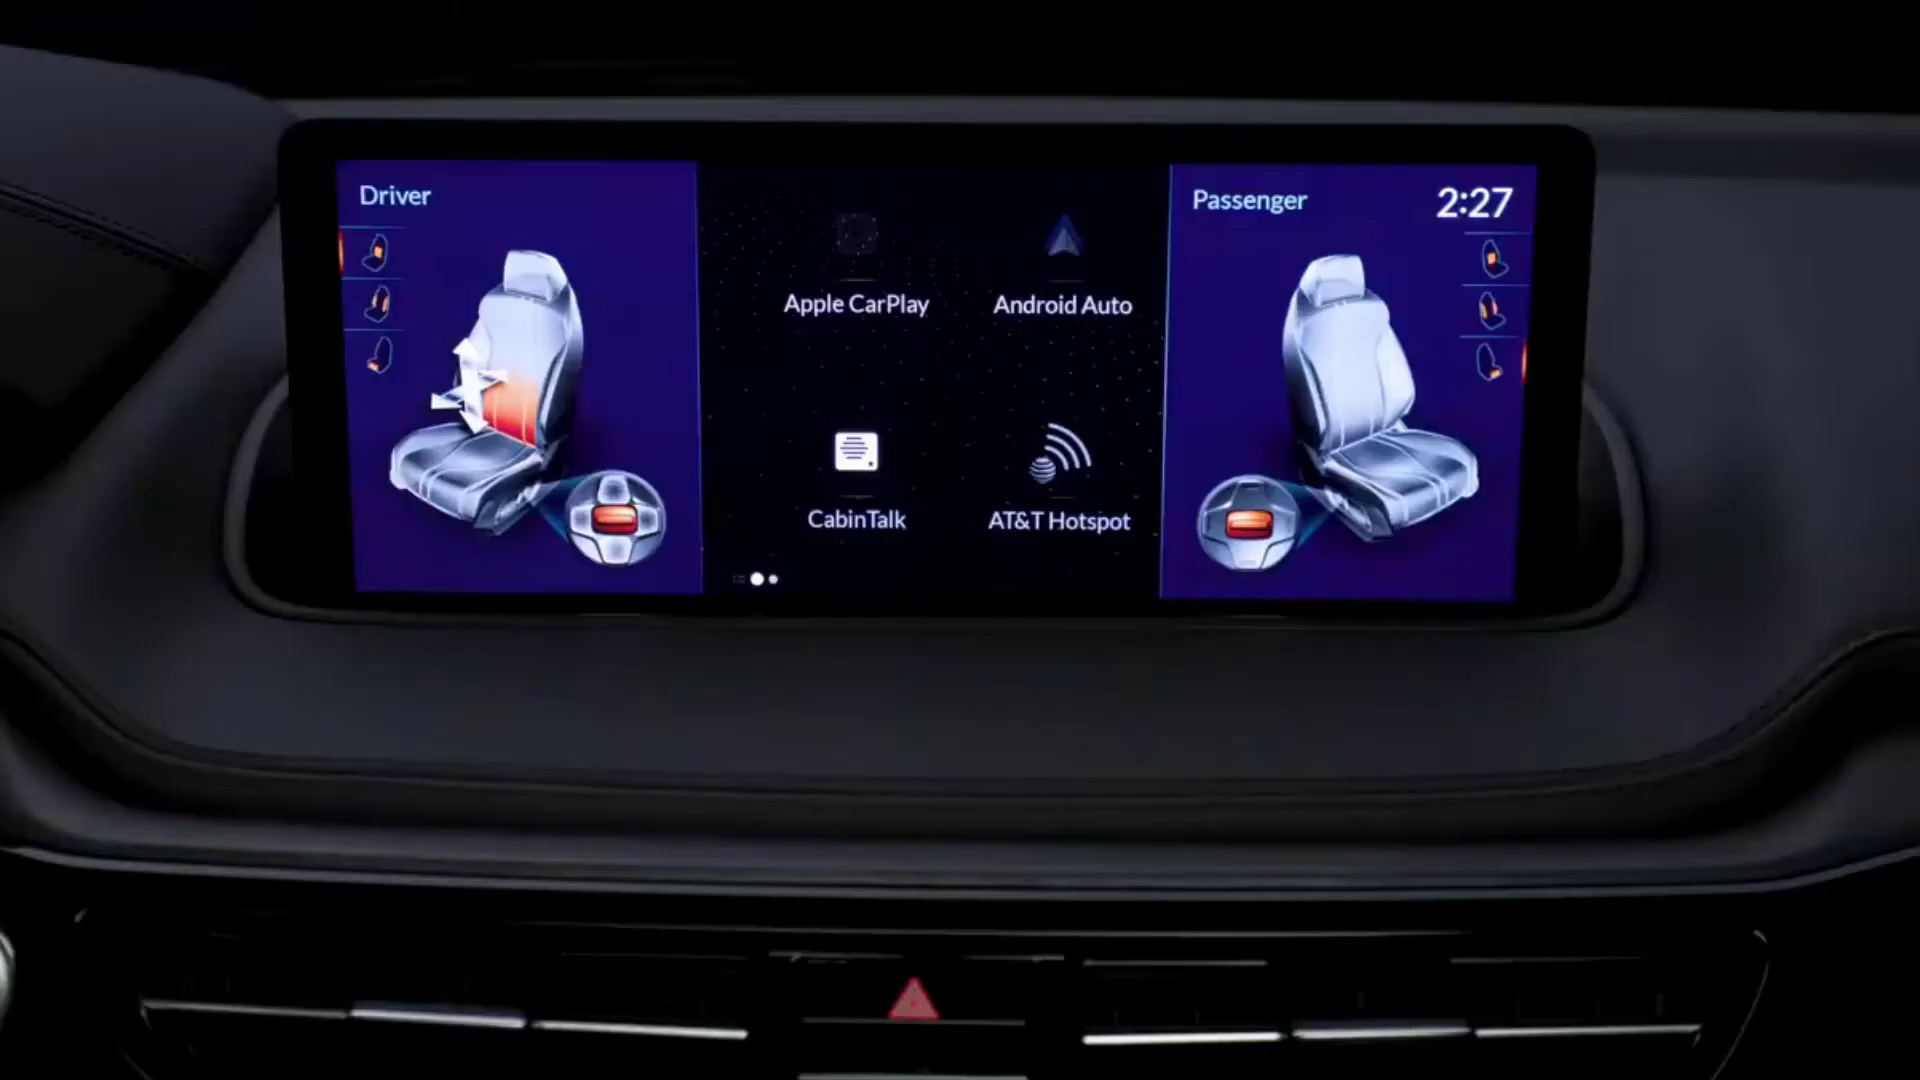 Driver
Passenger
2:27
Apple CarPlay
Android Auto
CabinTalk
AT&T Hotspot